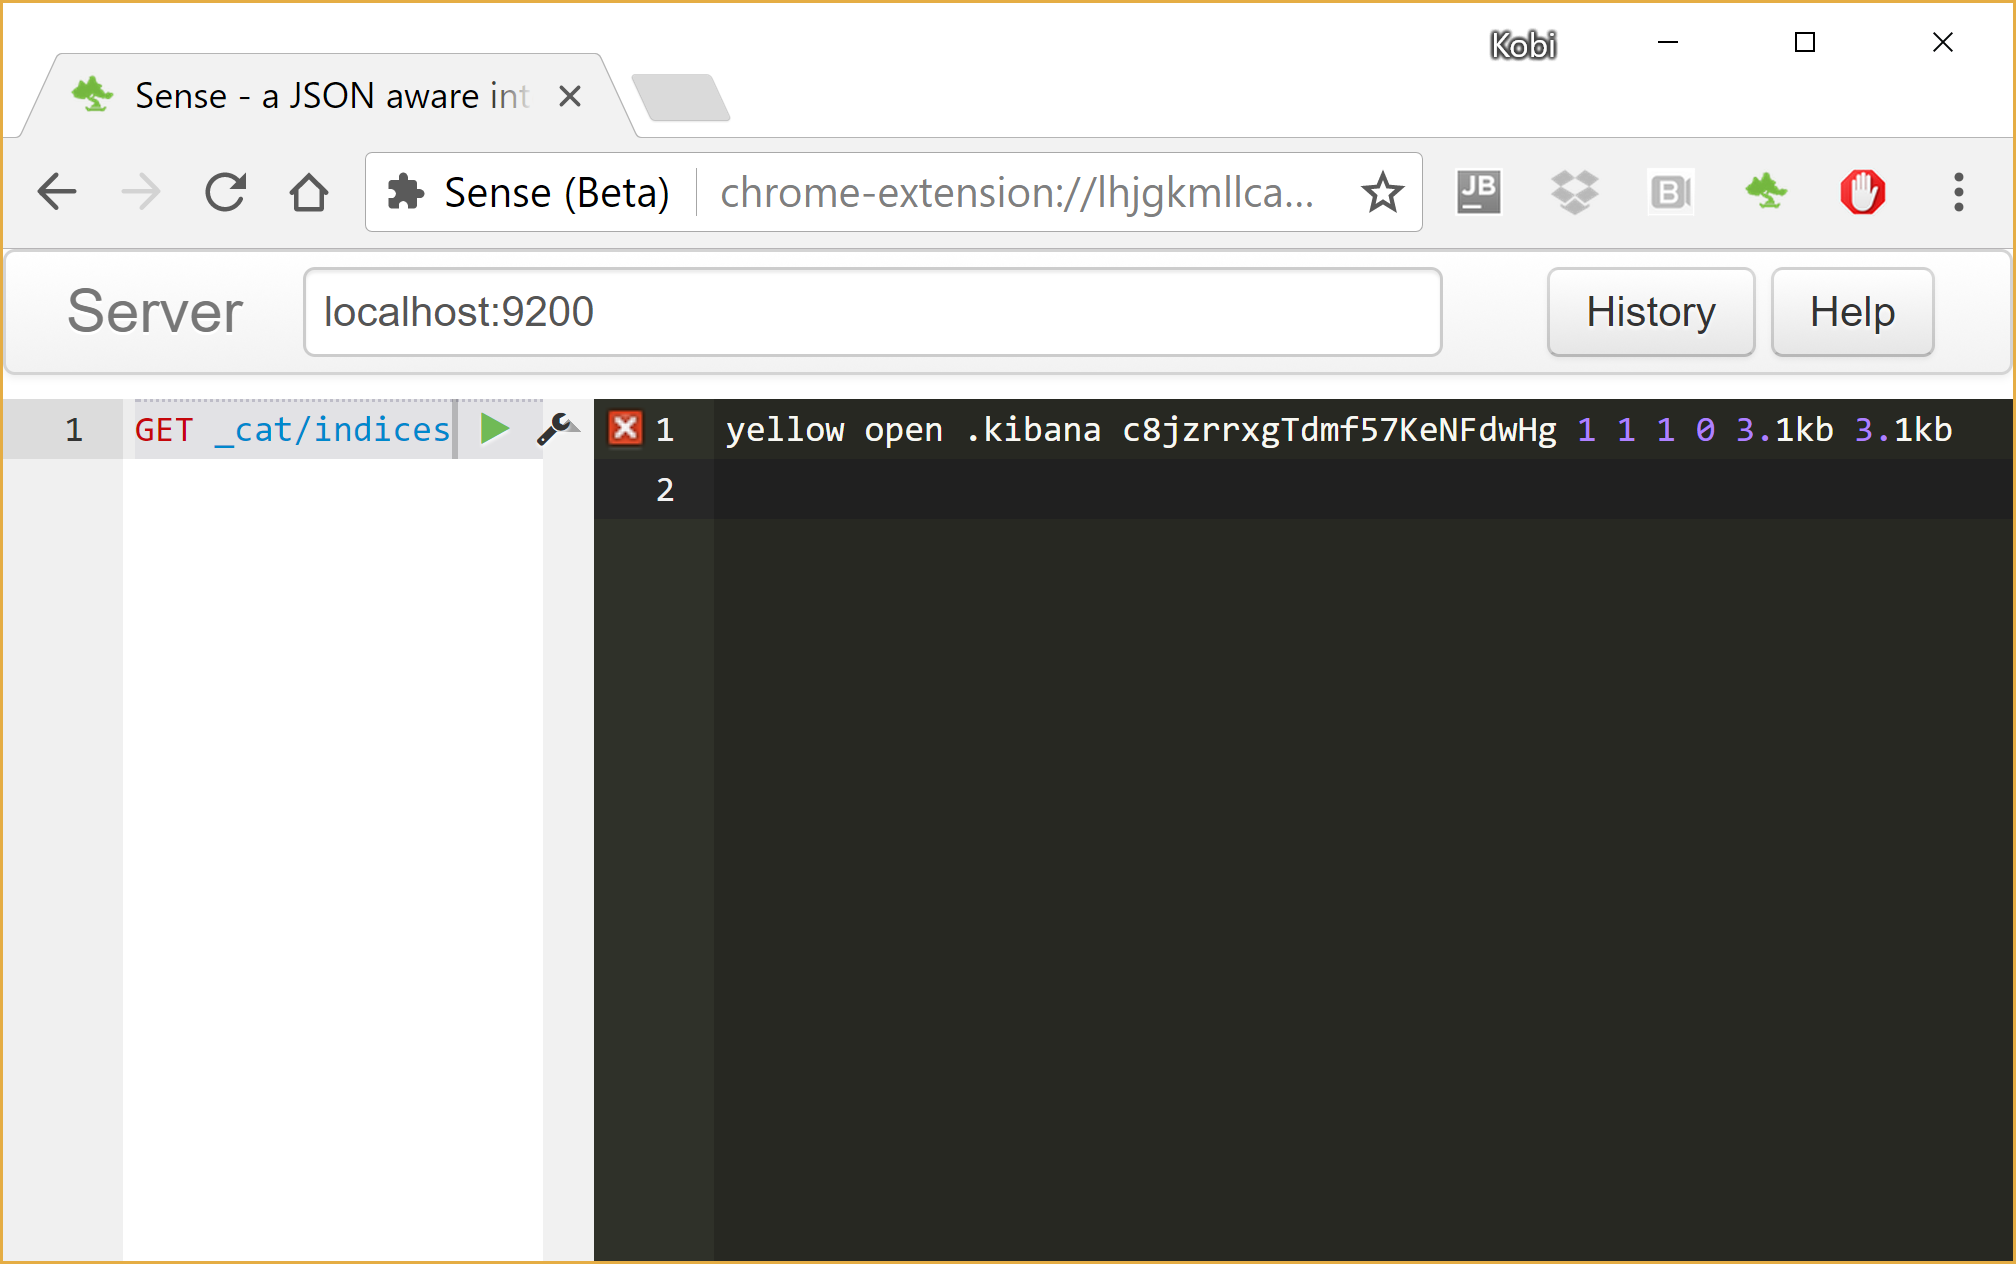 Kobi
Sense - a JSON aware int
Sense (Beta) chrome-extension://lhjgkmllca...
JB
B
Server localhost:9200 History Help
1 GET _cat/indices
1 yellow open .kibana c8jzrrxgTdmf57KeNFdwHg 1 1 1 0 3.1kb 3.1kb
2